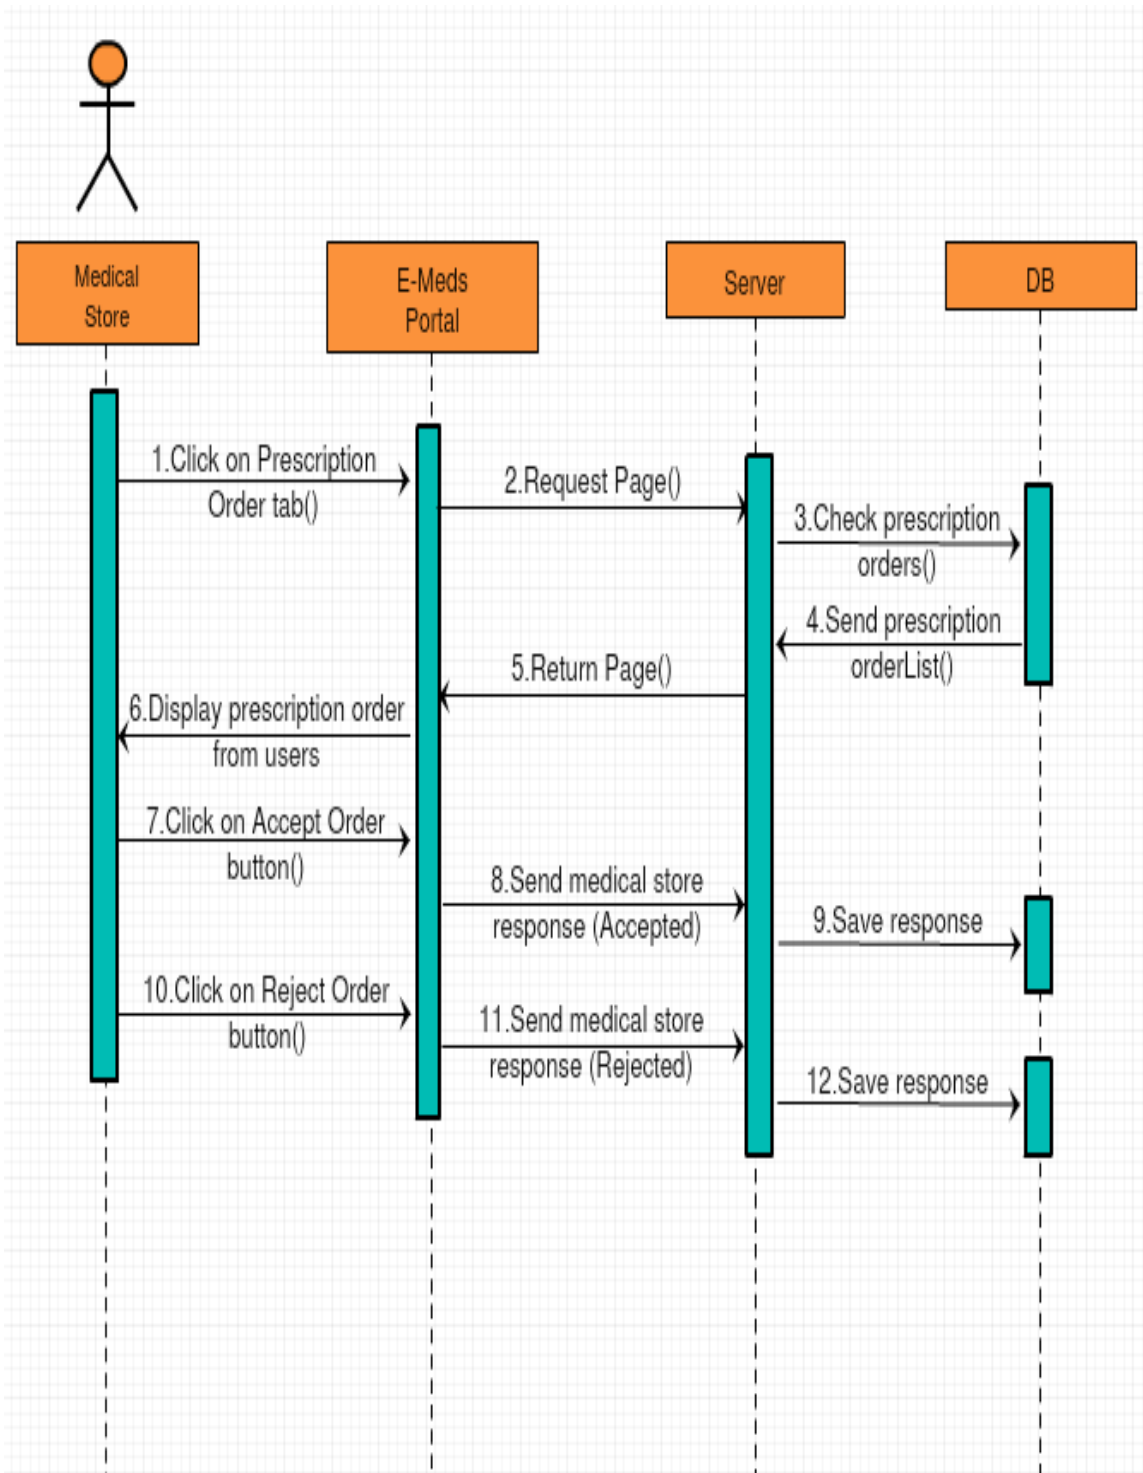 Medical
Store
E-Meds
Portal
Server
DB
1.Click on Prescription
Order tab()
2.Request Page()
3.Check prescription
orders()
4.Send prescription
orderList()
5.Return Page()
6.Display prescription order
from users
7.Click on Accept Order
button()
8.Send medical store
response (Accepted)
9.Save response
10.Click on Reject Order
button()
11.Send medical store
response (Rejected)
12.Save response